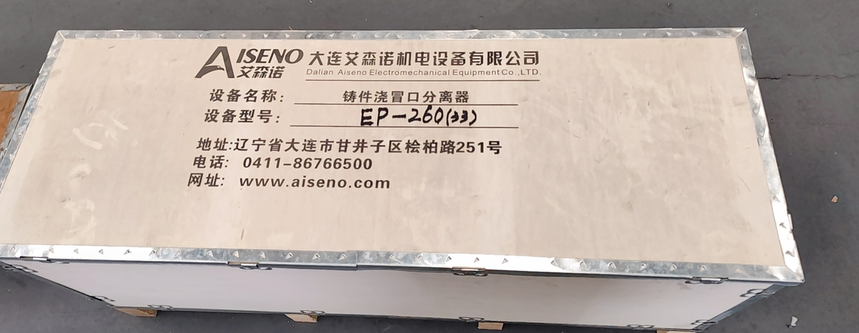 AISENO 大连艾森诺机电设备有限公司
艾森诺 Dalian Aiseno Electromechanical Equipment Co.,LTD.
设备名称: 铸件浇冒口分离器
设备型号: EP-260(33)
地址:辽宁省大连市甘井子区桧柏路251号
电话: 0411-86766500
网址: www.aiseno.com